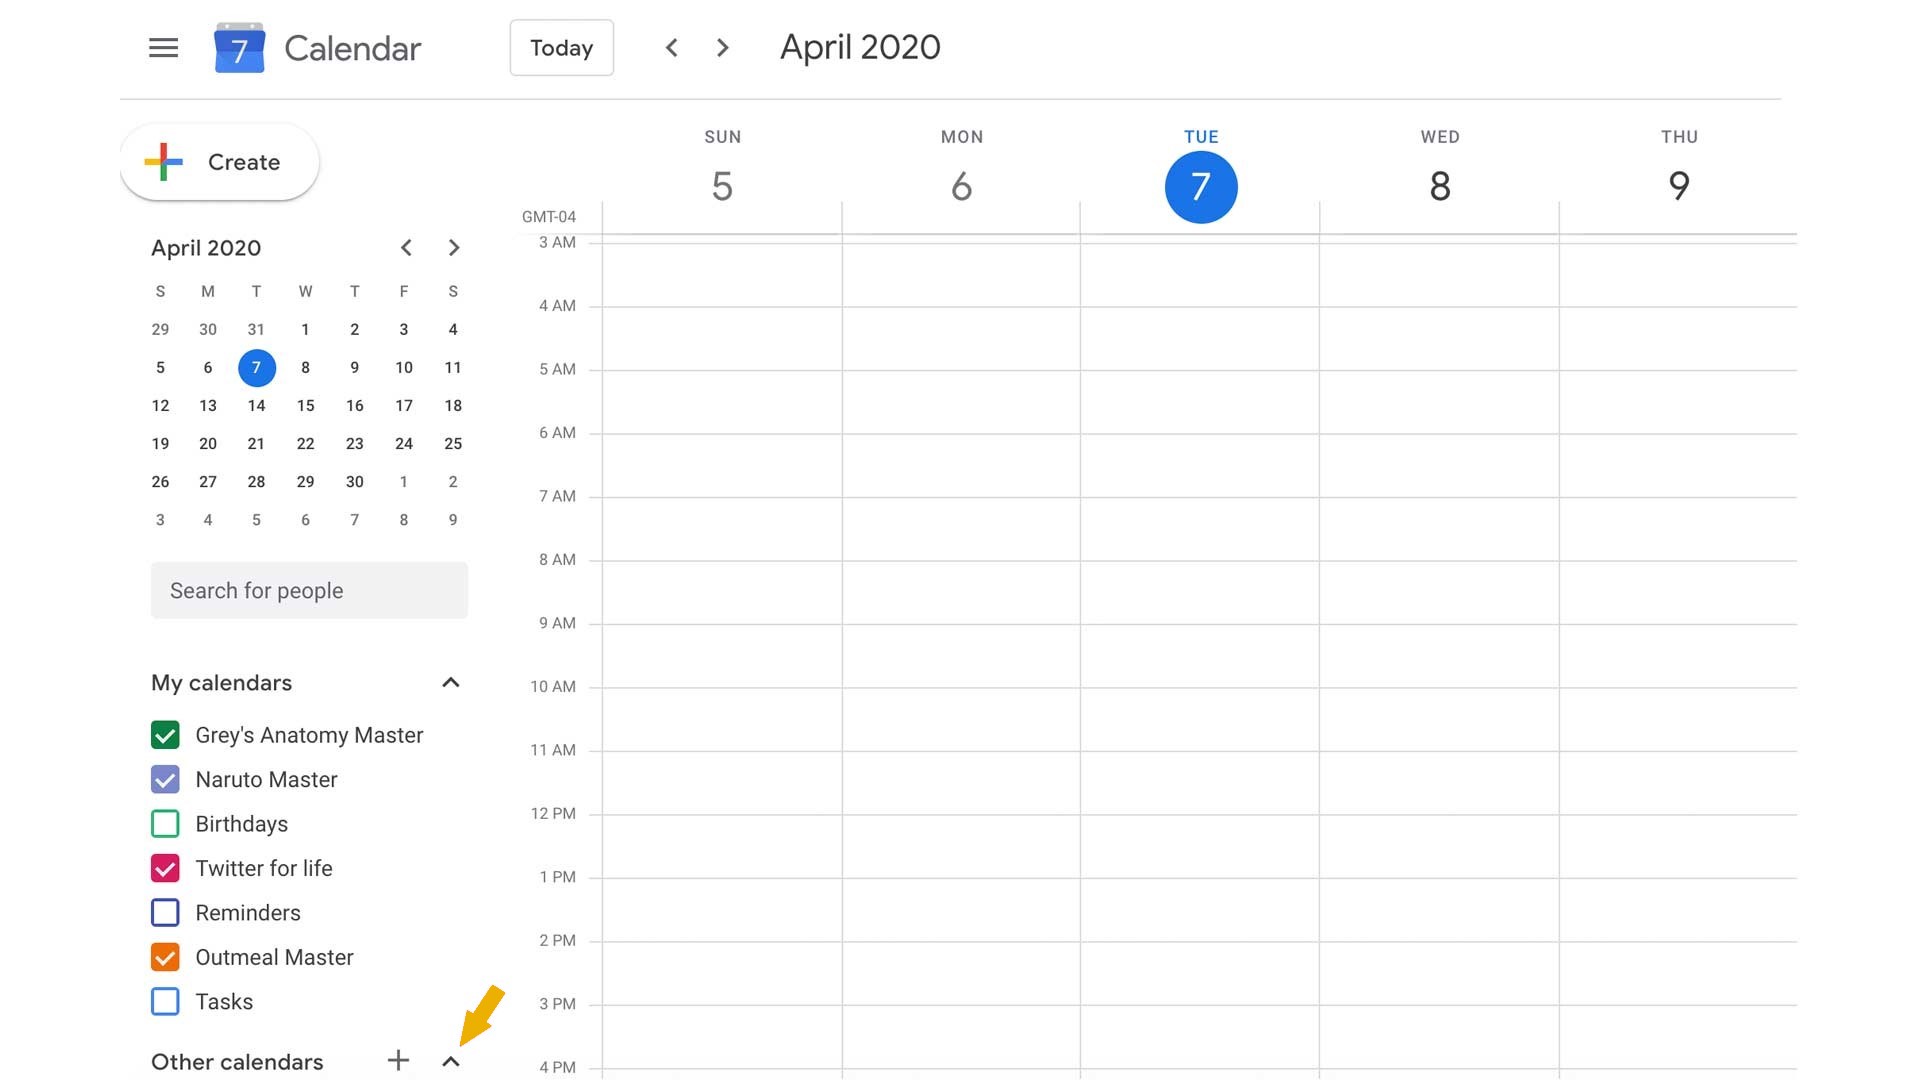 7 Calendar Today April 2020
Create
April 2020
S M T W T F S
29 30 31 1 2 3 4
5 6 7 8 9 10 11
12 13 14 15 16 17 18
19 20 21 22 23 24 25
26 27 28 29 30 1 2
3 4 5 6 7 8 9
Search for people
My calendars
Grey's Anatomy Master
Naruto Master
Birthdays
Twitter for life
Reminders
Outmeal Master
Tasks
Other calendars
SUN MON TUE WED THU
5 6 7 8 9
GMT-04
3 AM
4 AM
5 AM
6 AM
7 AM
8 AM
9 AM
10 AM
11 AM
12 PM
1 PM
2 PM
3 PM
4 PM